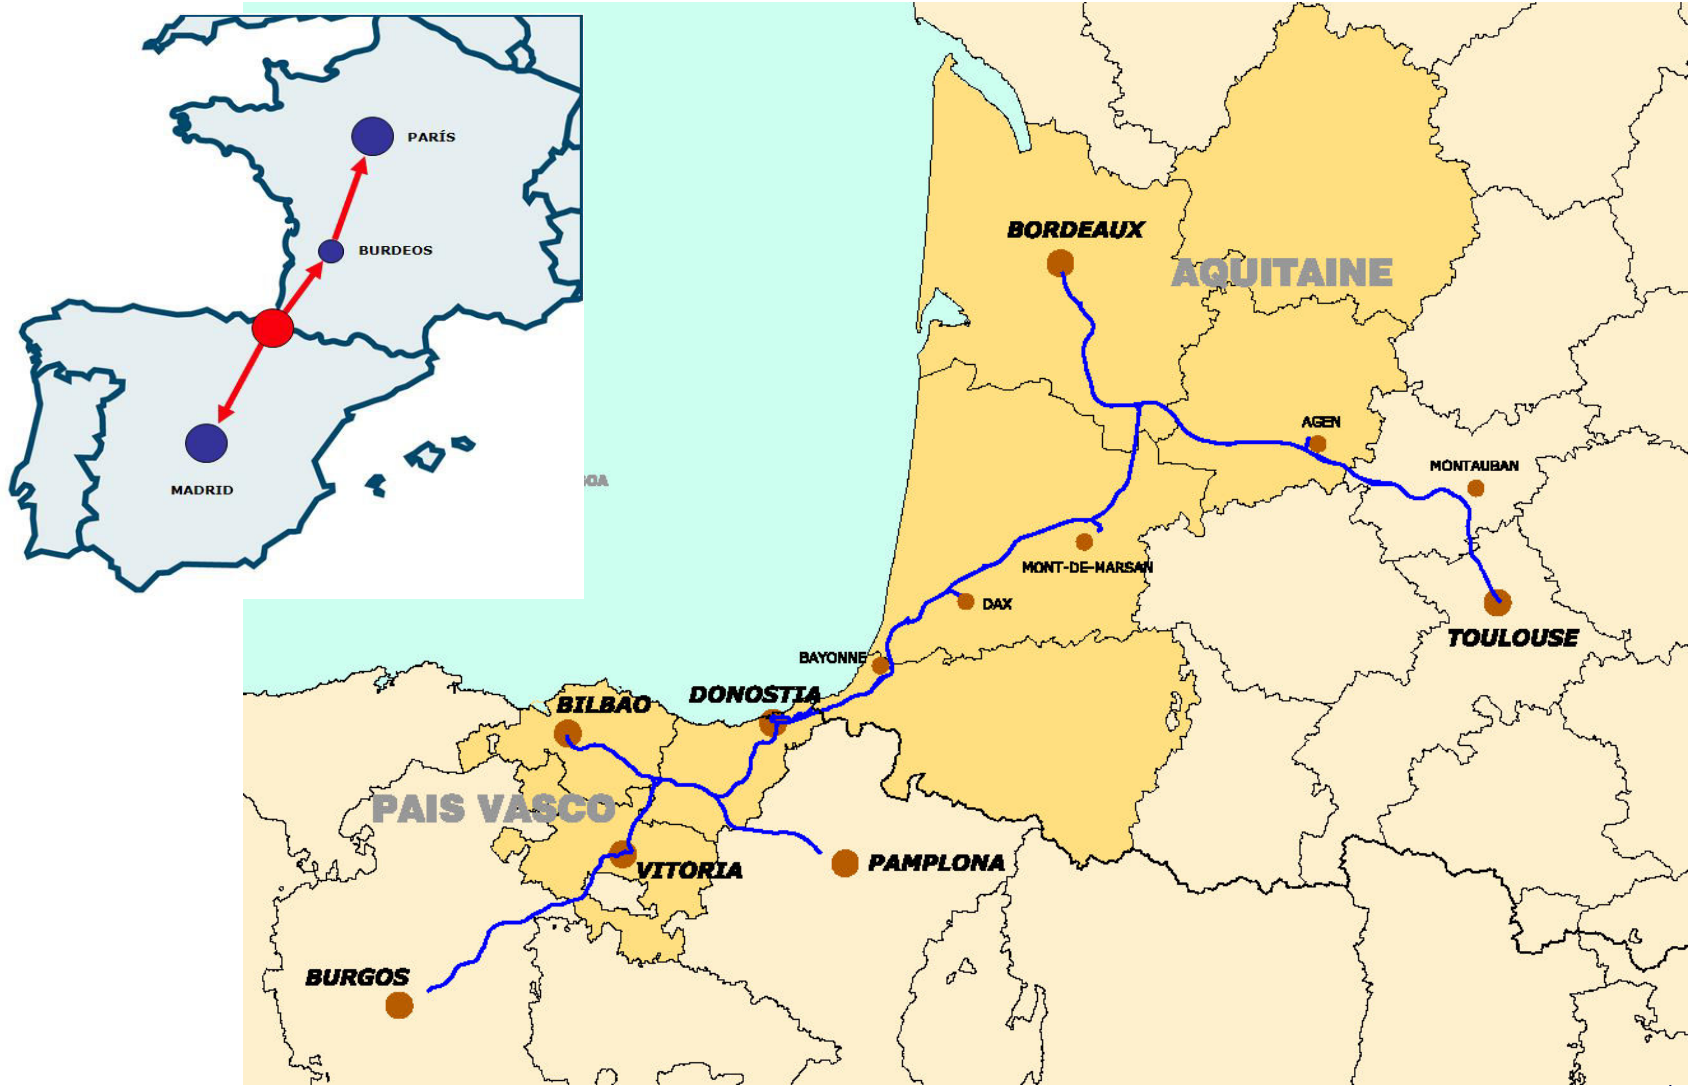 PARÍS
BURDEOS
MADRID
BORDEAUX
AQUITAINE
AGEN
MONTAUBAN
MONT-DE-MARSAN
DAX
TOULOUSE
BAYONNE
DONOSTIA
BILBAO
PAIS VASCO
VITORIA
PAMPLONA
BURGOS